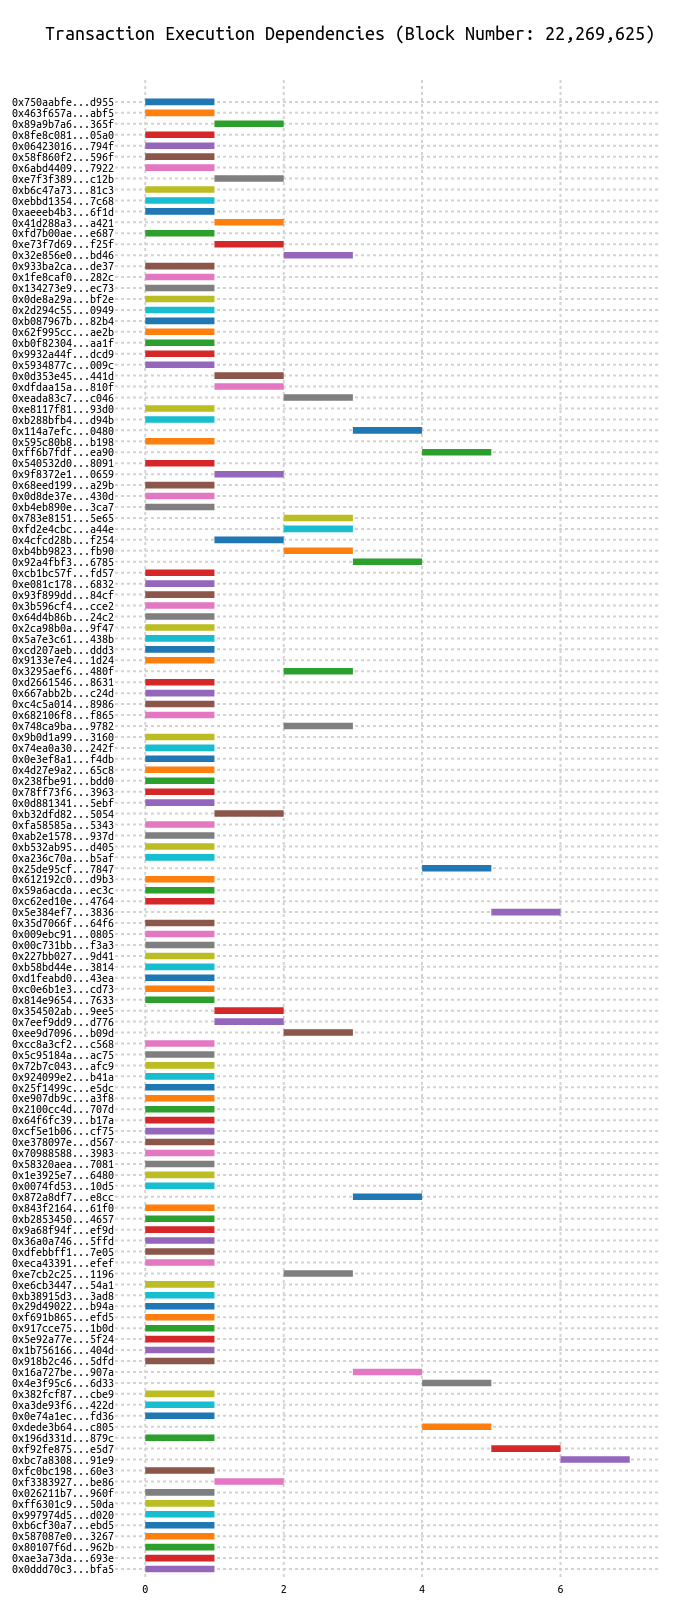 Transaction Execution Dependencies (Block Number: 22,269,625)
0x750aabfe...d955
0x463f657a...abf5
0x89a9b7a6...365f
0x8fe8c081...05a0
0x06423016...794f
0x58f860f2...596f
0x6abd4409...7922
0xe7f3f389...c12b
0xb6c47a73...81c3
0xebbd1354...7c68
0xaeeeb4b3...6f1d
0x41d288a3...a421
0xfd7b00ae...e687
0xe73f7d69...f25f
0x32e856e0...bd46
0x933ba2ca...de37
0x1fe8caf0...282c
0x134273e9...ec73
0x0de8a29a...bf2e
0x2d294c55...0949
0xb087967b...82b4
0x62f995cc...ae2b
0xb0f82304...aa1f
0x9932a44f...dcd9
0x5934877c...009c
0x0d353e45...441d
0xdfdaa15a...810f
0xeada83c7...c046
0xe8117f81...93d0
0xb288bfb4...d94b
0x114a7efc...0480
0x595c80b8...b198
0xff6b7fdf...ea90
0x540532d0...8091
0x9f8372e1...0659
0x68eed199...a29b
0x0d8de37e...430d
0xb4eb890e...3ca7
0x783e8151...5e65
0xfd2e4cbc...a44e
0x4cfcd28b...f254
0xb4bb9823...fb90
0x92a4fbf3...6785
0xcb1bc57f...fd57
0xe081c178...6832
0x93f899dd...84cf
0x3b596cf4...cce2
0x64d4b86b...24c2
0x2ca98b0a...9f47
0x5a7e3c61...438b
0xcd207aeb...ddd3
0x9133e7e4...1d24
0x3295aef6...480f
0xd2661546...8631
0x667abb2b...c24d
0xc4c5a014...8986
0x682106f8...f865
0x748ca9ba...9782
0x9b0d1a99...3160
0x74ea0a30...242f
0x0e3ef8a1...f4db
0x4d27e9a2...65c8
0x238fbe91...bdd0
0x78ff73f6...3963
0x0d881341...5ebf
0xb32dfd82...5054
0xfa58585a...5343
0xab2e1578...937d
0xb532ab95...d405
0xa236c70a...b5af
0x25de95cf...7847
0x612192c0...d9b3
0x59a6acda...ec3c
0xc62ed10e...4764
0x5e384ef7...3836
0x35d7066f...64f6
0x009ebc91...0805
0x00c731bb...f3a3
0x227bb027...9d41
0xb58bd44e...3814
0xd1feabd0...43ea
0xc0e6b1e3...cd73
0x814e9654...7633
0x354502ab...9ee5
0x7eef9dd9...d776
0xee9d7096...b09d
0xcc8a3cf2...c568
0x5c95184a...ac75
0x72b7c043...afc9
0x924099e2...b41a
0x25f1499c...e5dc
0xe907db9c...a3f8
0x2100cc4d...707d
0x64f6fc39...b17a
0xcf5e1b06...cf75
0xe378097e...d567
0x70988588...3983
0x58320aea...7081
0x1e3925e7...6480
0x0074fd53...10d5
0x872a8df7...e8cc
0x843f2164...61f0
0xb2853450...4657
0x9a68f94f...ef9d
0x36a0a746...5ffd
0xdfebbff1...7e05
0xeca43391...efef
0xe7cb2c25...1196
0xe6cb3447...54a1
0xb38915d3...3ad8
0x29d49022...b94a
0xf691b865...efd5
0x917cce75...1b0d
0x5e92a77e...5f24
0x1b756166...404d
0x918b2c46...5dfd
0x16a727be...907a
0x4e3f95c6...6d33
0x382fcf87...cbe9
0xa3de93f6...422d
0x0e74a1ec...fd36
0xdede3b64...c805
0x196d331d...879c
0xf92fe875...e5d7
0xbc7a8308...91e9
0xfc0bc198...60e3
0xf3383927...be86
0x026211b7...960f
0xff6301c9...50da
0x997974d5...d020
0xb6cf30a7...ebd5
0x587087e0...3267
0x80107f6d...962b
0xae3a73da...693e
0x0ddd70c3...bfa5
0 2 4 6